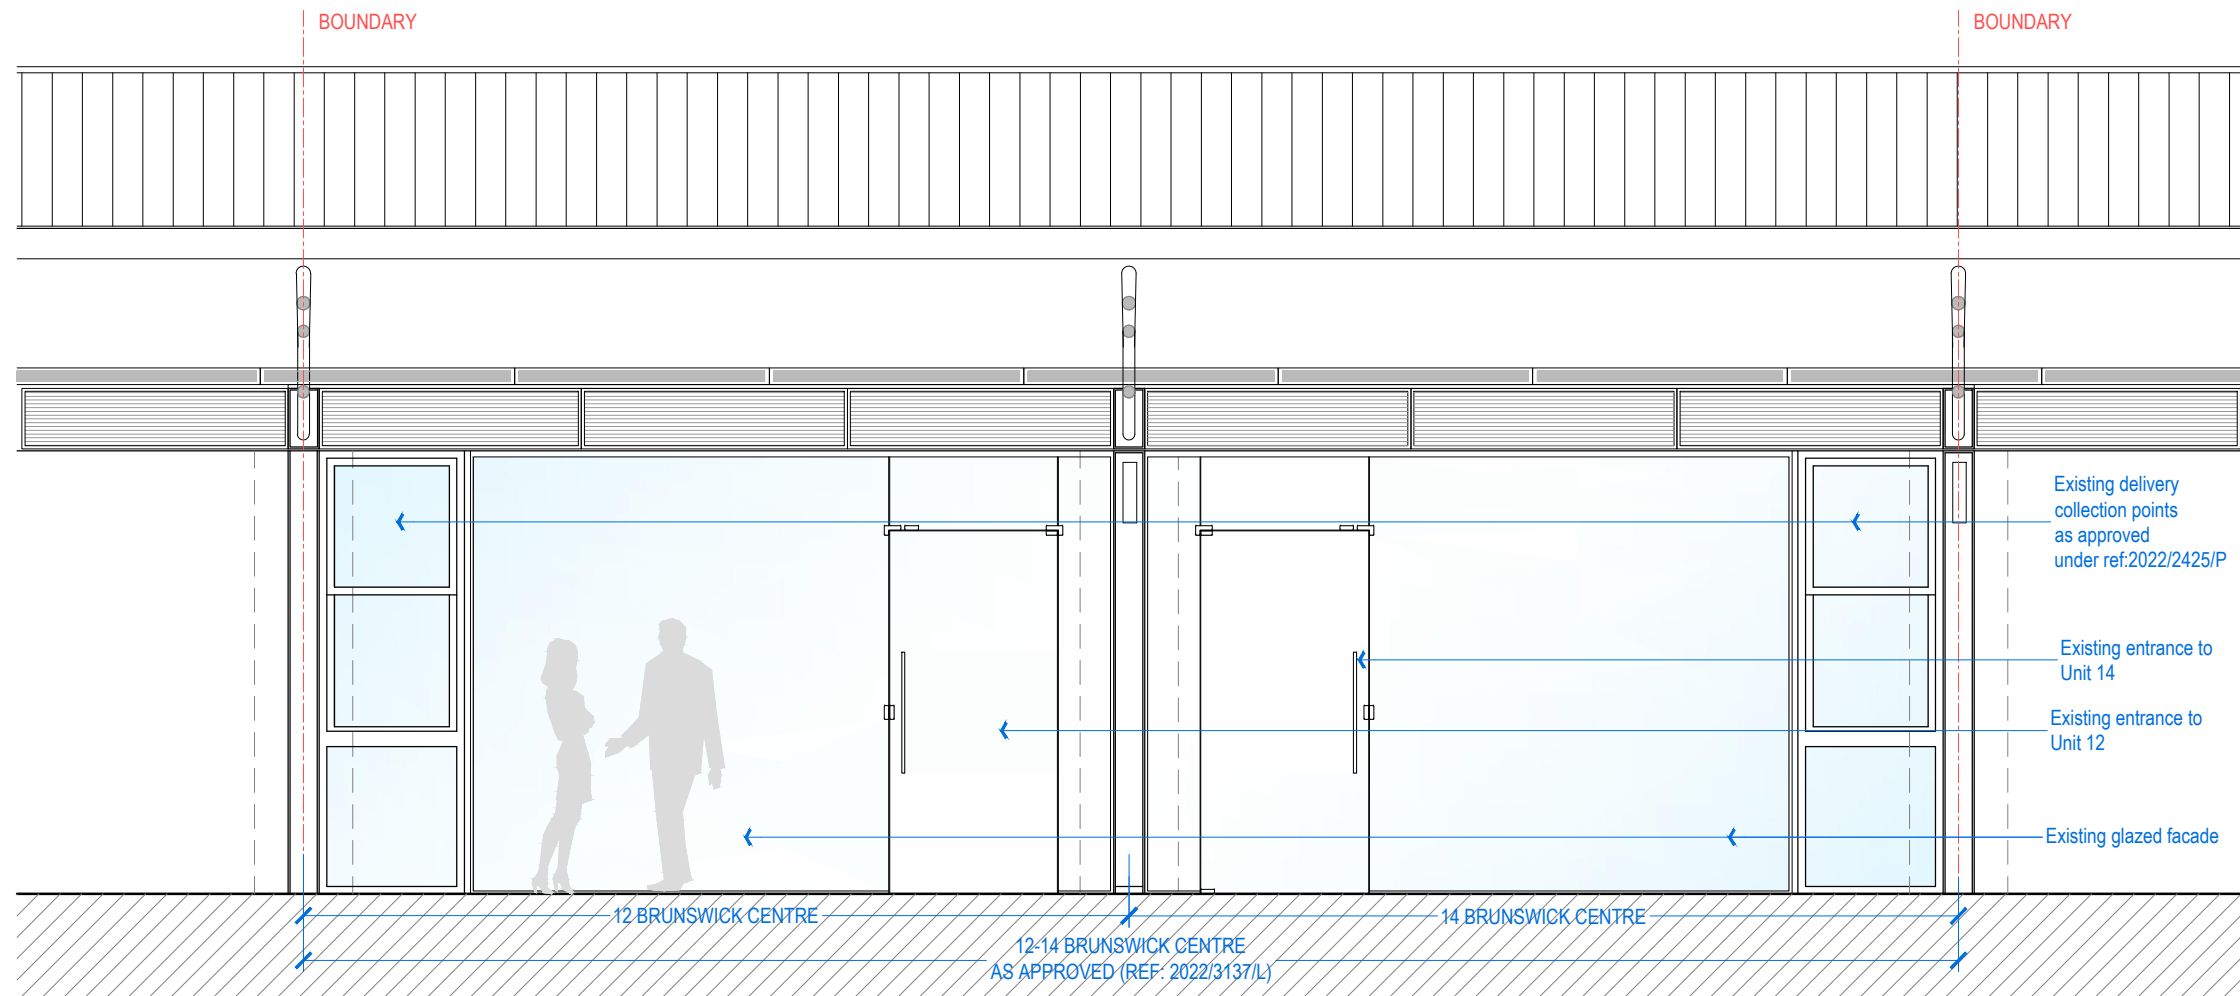 BOUNDARY
BOUNDARY
Existing delivery
collection points
as approved
under ref:2022/2425/P
Existing entrance to
Unit 14
Existing entrance to
Unit 12
Existing glazed facade
12 BRUNSWICK CENTRE
14 BRUNSWICK CENTRE
12-14 BRUNSWICK CENTRE
AS APPROVED (REF: 2022/3137/L)